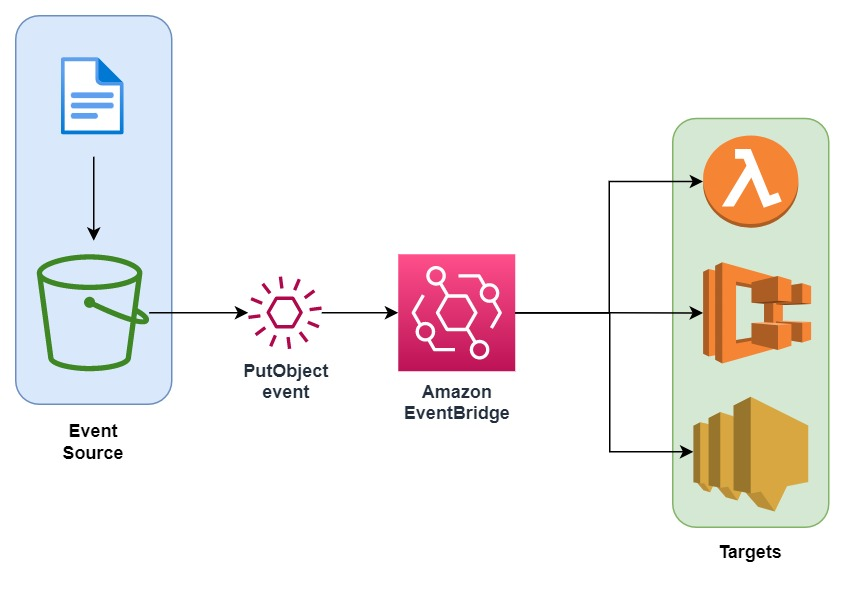 PutObject
event
Amazon
EventBridge
Event
Source
Targets